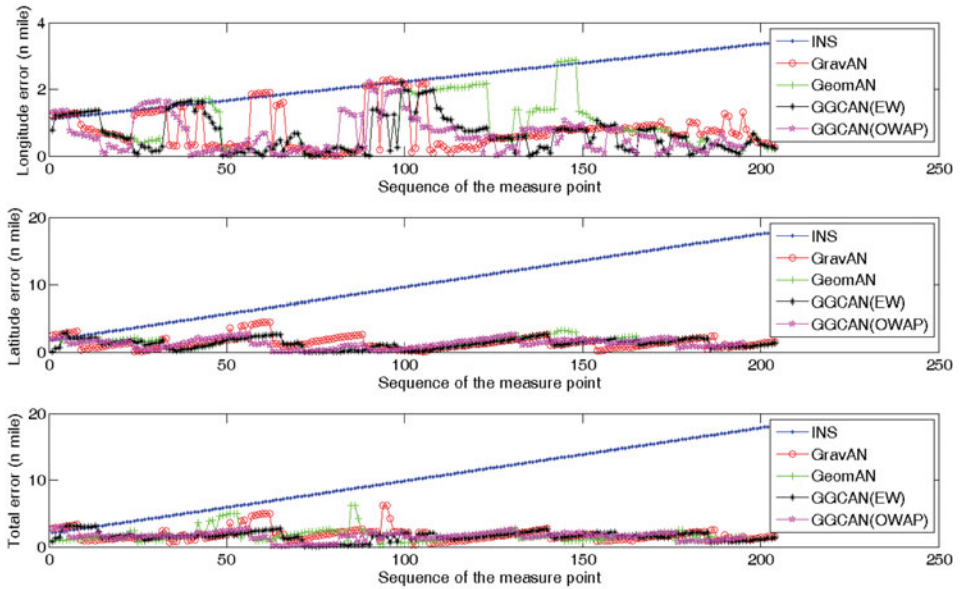 4
2
0
Longitude error (n mile)
0
50
100
150
200
250
Sequence of the measure point
INS
GravAN
GeomAN
GGCAN(EW)
GGCAN(OWAP)
20
10
0
Latitude error (n mile)
0
50
100
150
200
250
Sequence of the measure point
INS
GravAN
GeomAN
GGCAN(EW)
GGCAN(OWAP)
20
10
0
Total error (n mile)
0
50
100
150
200
250
Sequence of the measure point
INS
GravAN
GeomAN
GGCAN(EW)
GGCAN(OWAP)